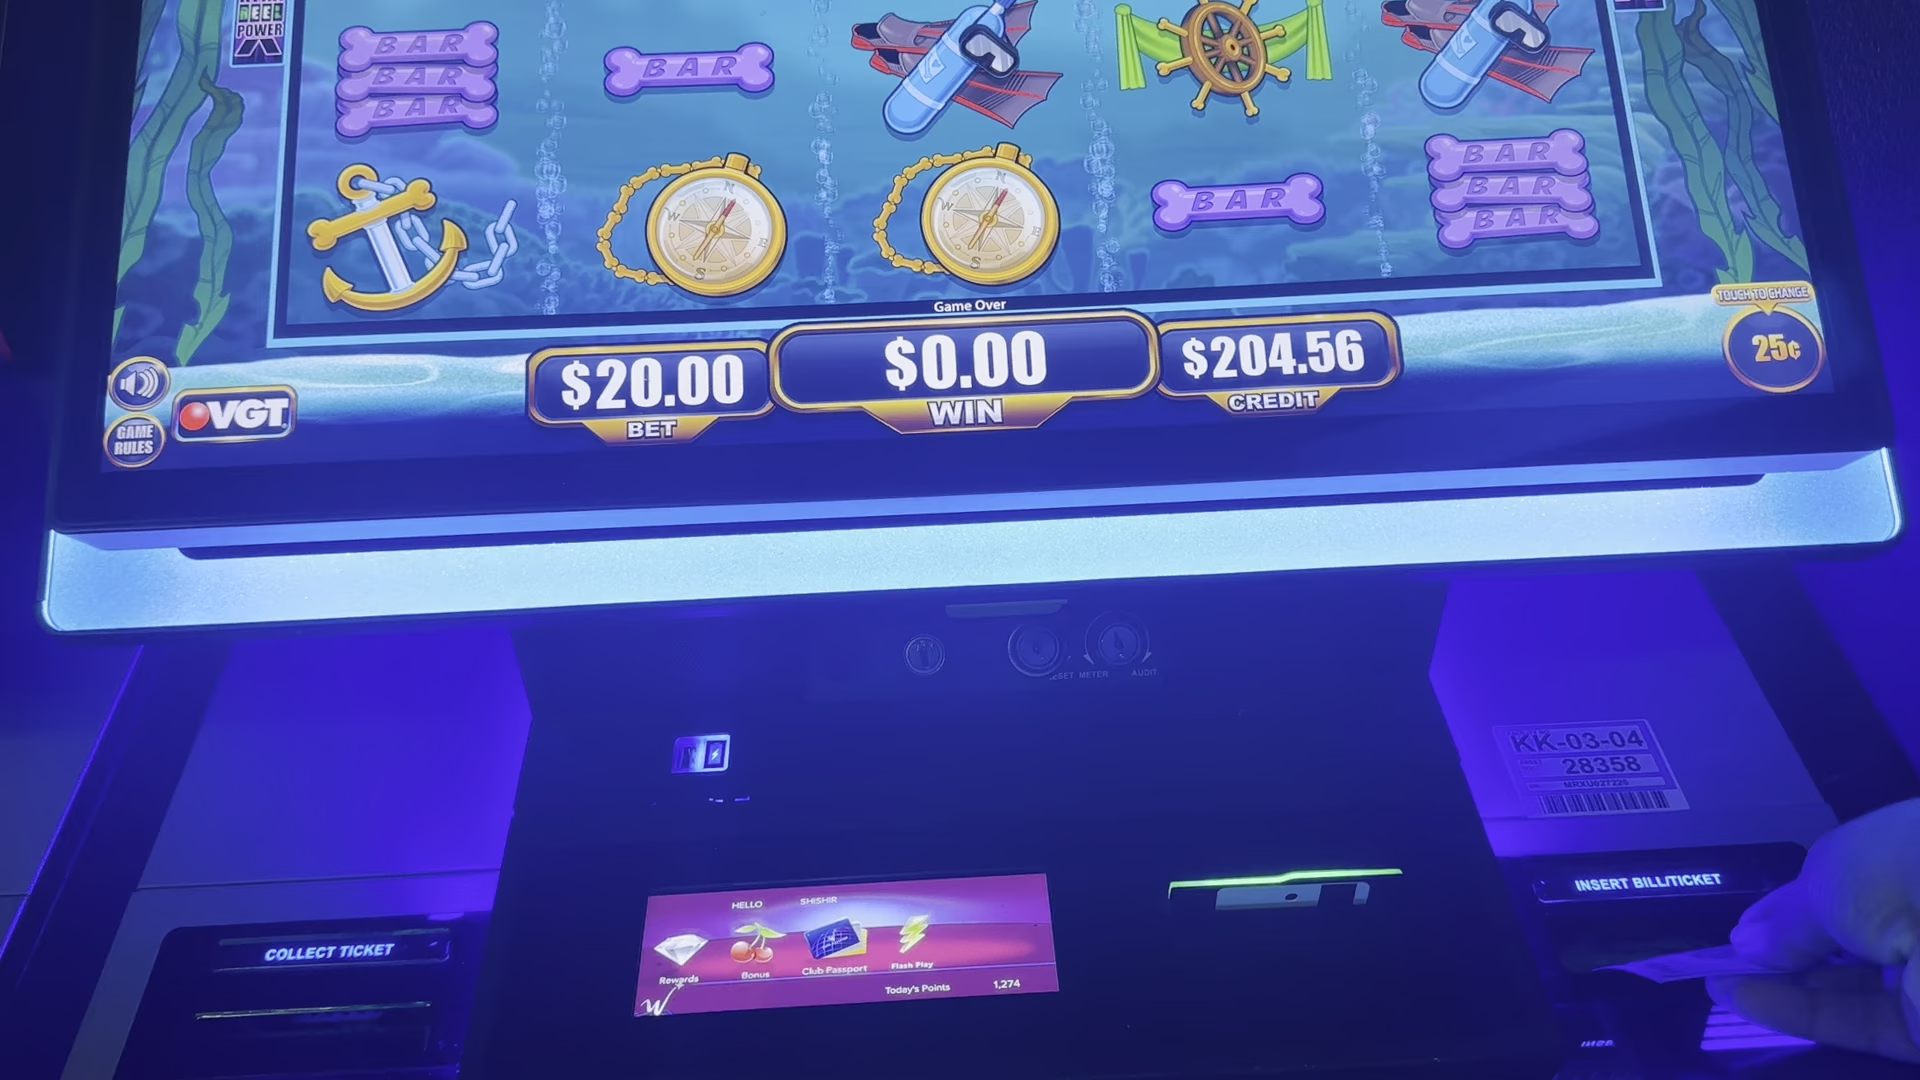 BEER
POWER
BAR
BAR
BAR
BAR
N
W
E
S
N
W
E
S
BAR
BAR
BAR
BAR
Game Over
TOUCH TO CHANGE
25¢
$20.00
BET
$0.00
WIN
$204.56
CREDIT
VGT
GAME
RULES
METER
AUDIT
KK-03-04
28358
INSERT BILL/TICKET
COLLECT TICKET
HELLO SHISHIR
Rewards
Bonus
Club Passport
Flash Play
Today's Points 1,274
W